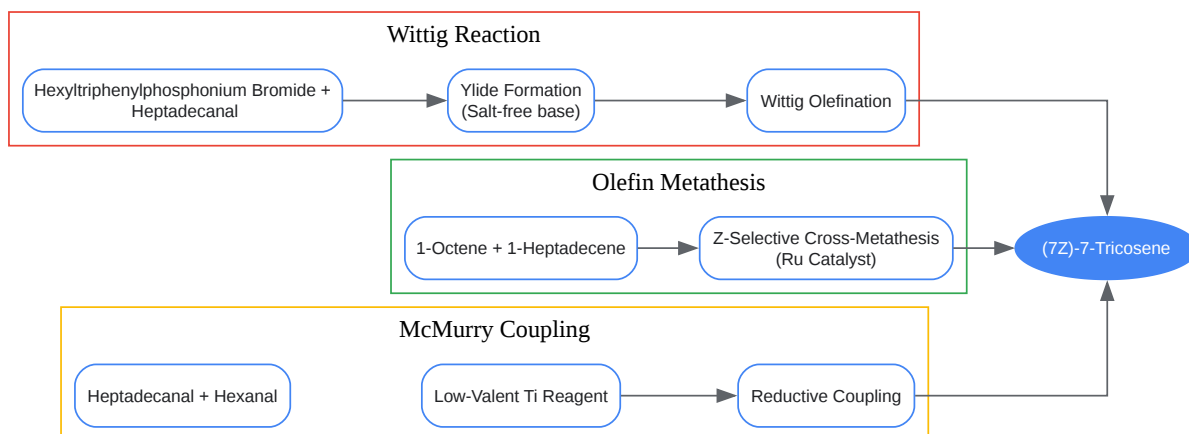 Wittig Reaction
Hexyltriphenylphosphonium Bromide +
Heptadecanal
Ylide Formation
(Salt-free base)
Wittig Olefination
Olefin Metathesis
1-Octene + 1-Heptadecene
Z-Selective Cross-Metathesis
(Ru Catalyst)
(7Z)-7-Tricosene
McMurry Coupling
Heptadecanal + Hexanal
Low-Valent Ti Reagent
Reductive Coupling